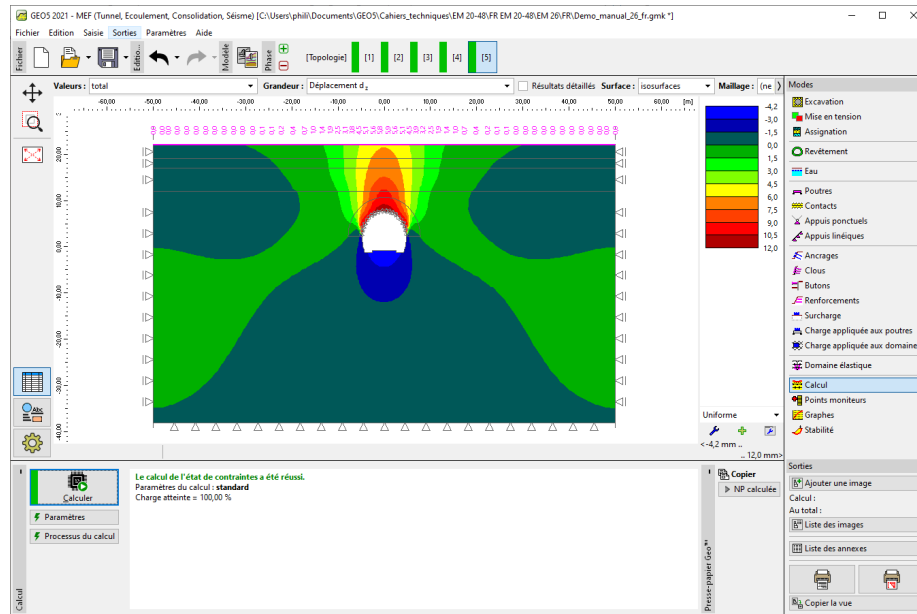 GEO5 2021 - MEF (Tunnel, Ecoulement, Consolidation, Séisme) [C:\Users\phili\Documents\GEO5\Cahiers_techniques\EM 20-48\FR EM 20-48\EM 26\FR\Demo_manual_26_fr.gmk *]
Fichier Edition Saisie Sorties Paramètres Aide
Fichier
Editio...
Modèle
Phase
[Topologie] [1] [2] [3] [4] [5]
Valeurs : total Grandeur : Déplacement dz Résultats détaillés Surface : isosurfaces Maillage : (ne
-60,00 -50,00 -40,00 -30,00 -20,00 -10,00 0,00 10,00 20,00 30,00 40,00 50,00 60,00 [m]
20,00
10,00
0,00
-10,00
-20,00
-30,00
-40,00
-4,2
-3,0
-1,5
0,0
1,5
3,0
4,5
6,0
7,5
9,0
10,5
12,0
Uniforme
<-4,2 mm ..
.. 12,0 mm>
Modes
Excavation
Mise en tension
Assignation
Revêtement
Eau
Poutres
Contacts
Appuis ponctuels
Appuis linéiques
Ancrages
Clous
Butons
Renforcements
Surcharge
Charge appliquée aux poutres
Charge appliquée aux domaine
Domaine élastique
Calcul
Points moniteurs
Graphes
Stabilité
Calcul
Calculer
Paramètres
Processus du calcul
Le calcul de l'état de contraintes a été réussi.
Paramètres du calcul : standard
Charge atteinte = 100,00 %
Presse-papier Geo™
Copier
NP calculée
Sorties
Ajouter une image
Calcul :
Au total :
Liste des images
Liste des annexes
Copier la vue